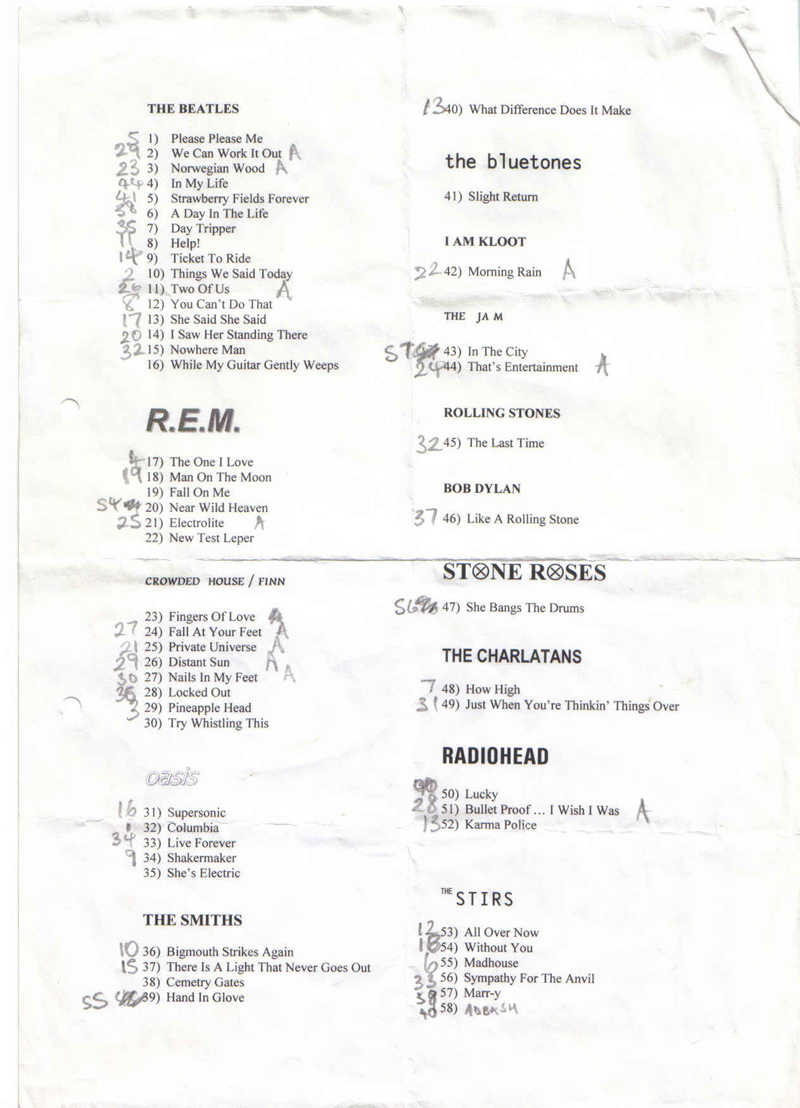 THE BEATLES
5 1) Please Please Me
29 2) We Can Work It Out A
23 3) Norwegian Wood A
44 4) In My Life
41 5) Strawberry Fields Forever
38 6) A Day In The Life
35 7) Day Tripper
11 8) Help!
14 9) Ticket To Ride
2 10) Things We Said Today
26 11) Two Of Us A
8 12) You Can't Do That
17 13) She Said She Said
20 14) I Saw Her Standing There
32 15) Nowhere Man
16) While My Guitar Gently Weeps
R.E.M.
4 17) The One I Love
19 18) Man On The Moon
19) Fall On Me
S4 20) Near Wild Heaven
25 21) Electrolite A
22) New Test Leper
CROWDED HOUSE / FINN
23) Fingers Of Love A
27 24) Fall At Your Feet A
21 25) Private Universe A
29 26) Distant Sun A
30 27) Nails In My Feet A
36 28) Locked Out
3 29) Pineapple Head
30) Try Whistling This
oasis
16 31) Supersonic
1 32) Columbia
34 33) Live Forever
9 34) Shakermaker
35) She's Electric
THE SMITHS
10 36) Bigmouth Strikes Again
15 37) There Is A Light That Never Goes Out
38) Cemetry Gates
S5 39) Hand In Glove
13 40) What Difference Does It Make
the bluetones
41) Slight Return
I AM KLOOT
22 42) Morning Rain A
THE JAM
S7 43) In The City
24 44) That's Entertainment A
ROLLING STONES
32 45) The Last Time
BOB DYLAN
37 46) Like A Rolling Stone
STONE ROSES
S6 47) She Bangs The Drums
THE CHARLATANS
7 48) How High
31 49) Just When You're Thinkin' Things Over
RADIOHEAD
50) Lucky
28 51) Bullet Proof ... I Wish I Was A
13 52) Karma Police
THE STIRS
12 53) All Over Now
18 54) Without You
6 55) Madhouse
33 56) Sympathy For The Anvil
39 57) Marr-y
40 58)